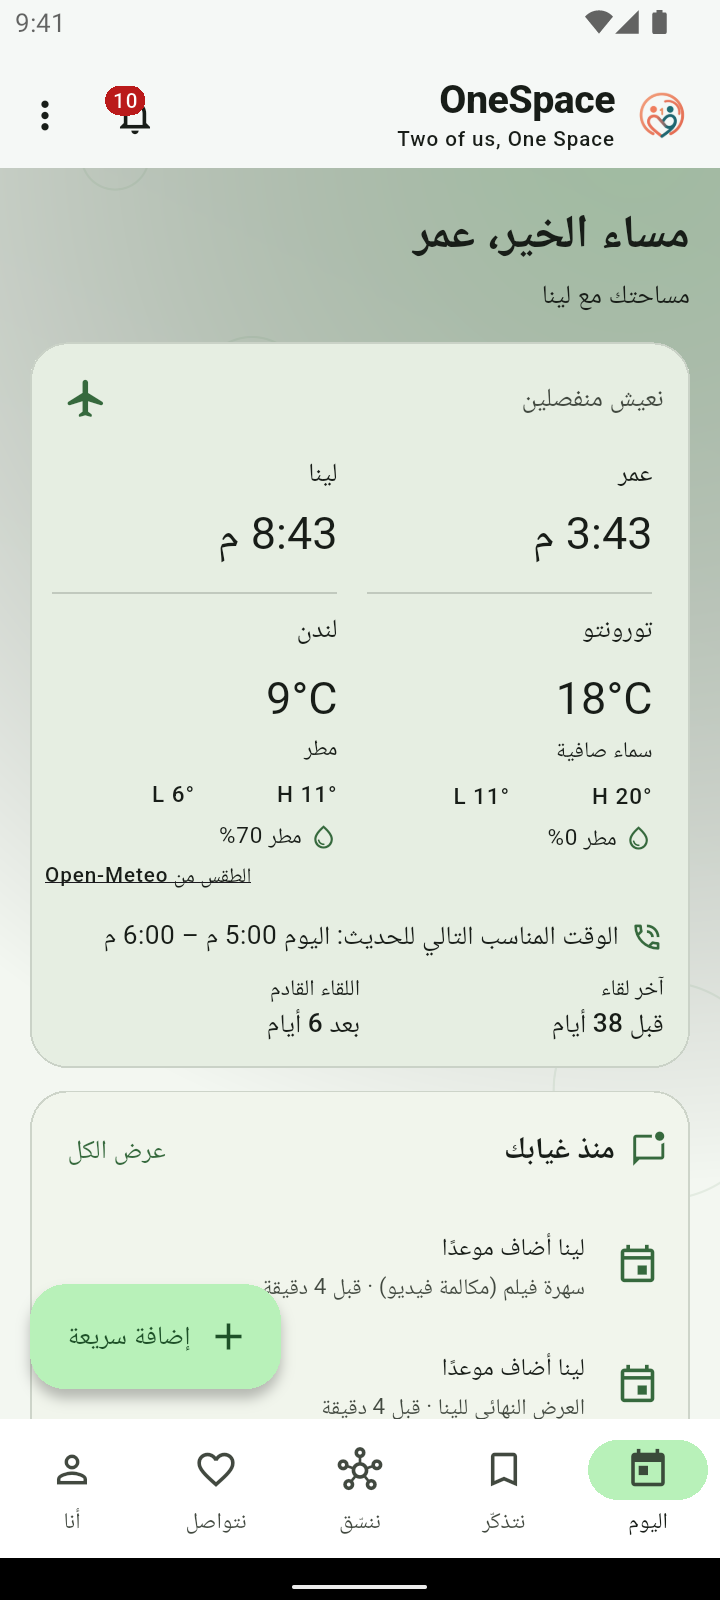 9:41
OneSpace
Two of us, One Space
10
مساء الخير، عمر
مساحتك مع لينا
نعيش منفصلين
عمر
3:43 م
لينا
8:43 م
تورونتو
18°C
سماء صافية
H 20° L 11°
مطر 0%
لندن
9°C
مطر
H 11° L 6°
مطر 70%
الطقس من Open-Meteo
الوقت المناسب التالي للحديث: اليوم 5:00 م – 6:00 م
آخر لقاء
قبل 38 أيام
اللقاء القادم
بعد 6 أيام
منذ غيابك
عرض الكل
لينا أضاف موعدًا
سهرة فيلم (مكالمة فيديو) · قبل 4 دقيقة
لينا أضاف موعدًا
العرض النهائي للينا · قبل 4 دقيقة
إضافة سريعة
اليوم
نتذكّر
ننسّق
نتواصل
أنا